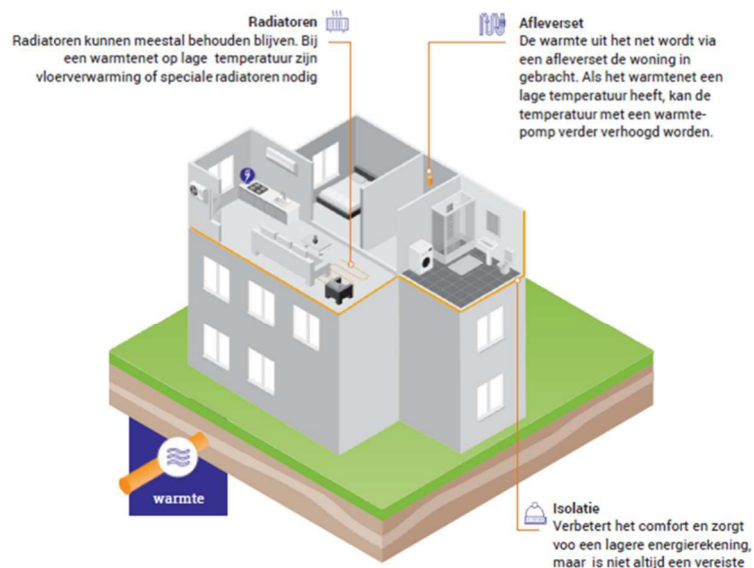 Radiatoren
Radiatoren kunnen meestal behouden blijven. Bij
een warmtenet op lage temperatuur zijn
vloerverwarming of speciale radiatoren nodig
Afleverset
De warmte uit het net wordt via
een afleverset de woning in
gebracht. Als het warmtenet een
lage temperatuur heeft, kan de
temperatuur met een warmte-
pomp verder verhoogd worden.
warmte
Isolatie
Verbetert het comfort en zorgt
voo een lagere energierekening,
maar is niet altijd een vereiste